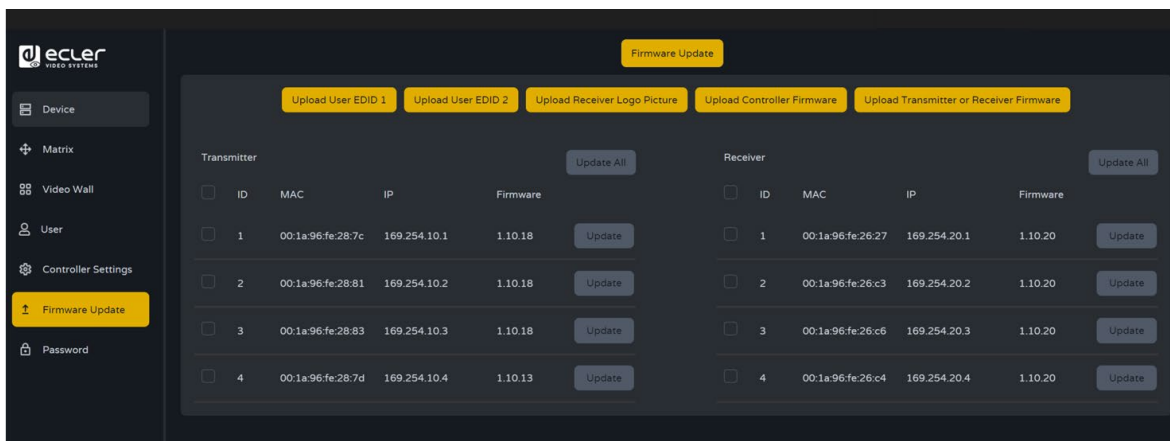 ecler
VIDEO SYSTEMS
Device
Matrix
Video Wall
User
Controller Settings
Firmware Update
Password
Firmware Update
Upload User EDID 1 Upload User EDID 2 Upload Receiver Logo Picture Upload Controller Firmware Upload Transmitter or Receiver Firmware
Transmitter Update All
ID MAC IP Firmware
1 00:1a:96:fe:28:7c 169.254.10.1 1.10.18 Update
2 00:1a:96:fe:28:81 169.254.10.2 1.10.18 Update
3 00:1a:96:fe:28:83 169.254.10.3 1.10.18 Update
4 00:1a:96:fe:28:7d 169.254.10.4 1.10.13 Update
Receiver Update All
ID MAC IP Firmware
1 00:1a:96:fe:26:27 169.254.20.1 1.10.20 Update
2 00:1a:96:fe:26:c3 169.254.20.2 1.10.20 Update
3 00:1a:96:fe:26:c6 169.254.20.3 1.10.20 Update
4 00:1a:96:fe:26:c4 169.254.20.4 1.10.20 Update